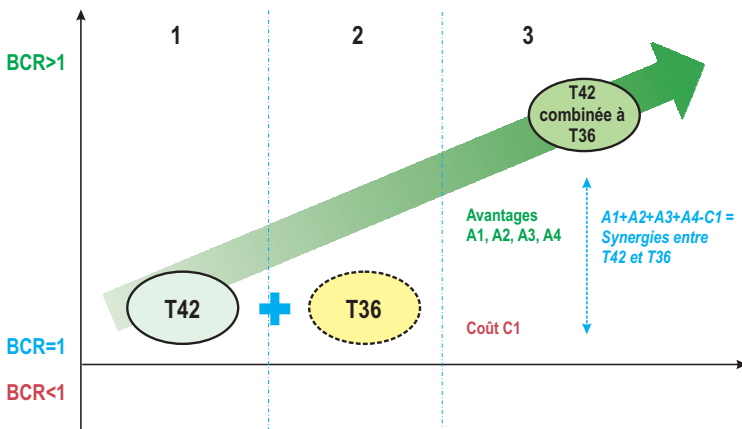 1
2
3
BCR>1
T42
combinée à
T36
Avantages
A1, A2, A3, A4
A1+A2+A3+A4-C1 =
Synergies entre
T42 et T36
T42
T36
Coût C1
BCR=1
BCR<1